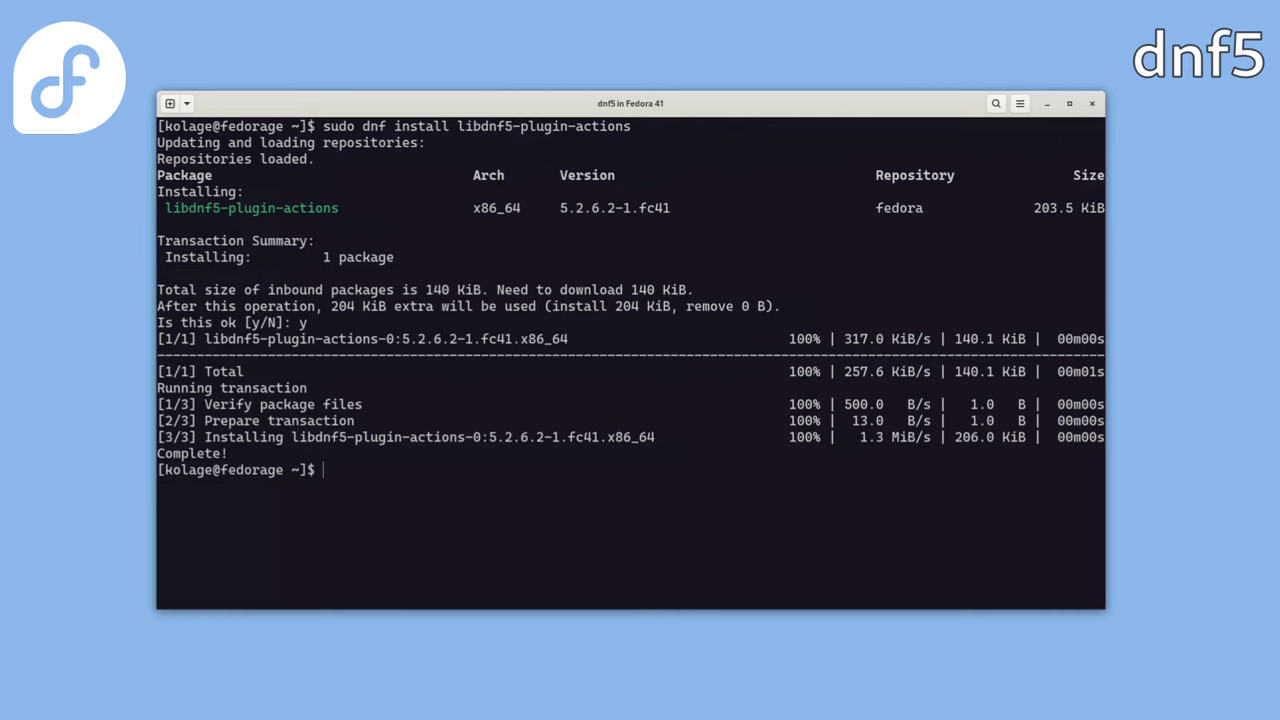 dnf5
dnf5 in Fedora 41
[kolage@fedorage ~]$ sudo dnf install libdnf5-plugin-actions
Updating and loading repositories:
Repositories loaded.
Package Arch Version Repository Size
Installing:
libdnf5-plugin-actions x86_64 5.2.6.2-1.fc41 fedora 203.5 KiB
Transaction Summary:
Installing: 1 package
Total size of inbound packages is 140 KiB. Need to download 140 KiB.
After this operation, 204 KiB extra will be used (install 204 KiB, remove 0 B).
Is this ok [y/N]: y
[1/1] libdnf5-plugin-actions-0:5.2.6.2-1.fc41.x86_64 100% | 317.0 KiB/s | 140.1 KiB | 00m00s
--------------------------------------------------------------------------------
[1/1] Total 100% | 257.6 KiB/s | 140.1 KiB | 00m01s
Running transaction
[1/3] Verify package files 100% | 500.0 B/s | 1.0 B | 00m00s
[2/3] Prepare transaction 100% | 13.0 B/s | 1.0 B | 00m00s
[3/3] Installing libdnf5-plugin-actions-0:5.2.6.2-1.fc41.x86_64 100% | 1.3 MiB/s | 206.0 KiB | 00m00s
Complete!
[kolage@fedorage ~]$